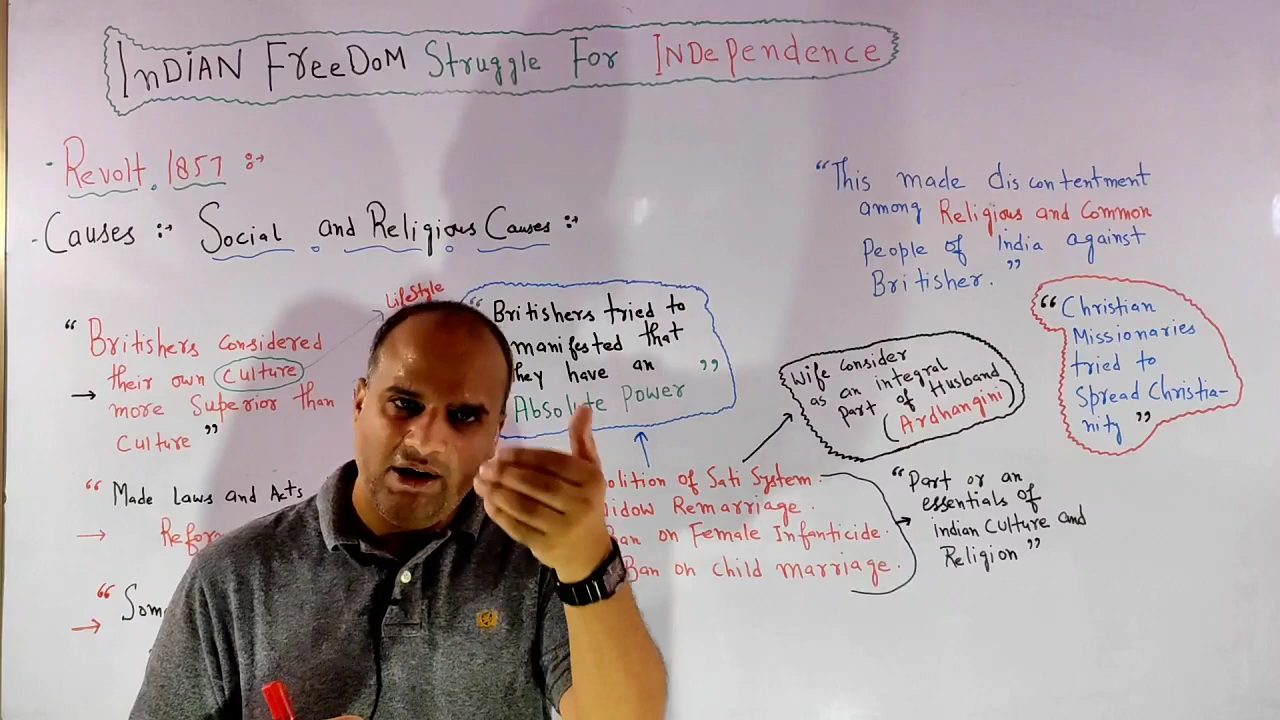 INDIAN FreeDoM Struggle For INDependence
Revolt 1857 ::→
Causes ::→ Social and Religious Causes ::→
"This made discontentment
among Religious and Common
People of India against
Britisher."
Lifestyle
"Britishers considered
→ their own culture
more Superior than
Culture"
"Britishers tried to
manifested that
they have an "
Absolute Power
Wife consider
as an integral
part of Husband
(Ardhangini)
"Christian
Missionaries
tried to
Spread Christia-
nity"
"Made Laws and Acts
→
olition of Sati System.
idow Remarriage.
an on Female Infanticide.
Ban on child marriage.
"Part or an
essentials of
indian Culture and
Religion"
"Som
→